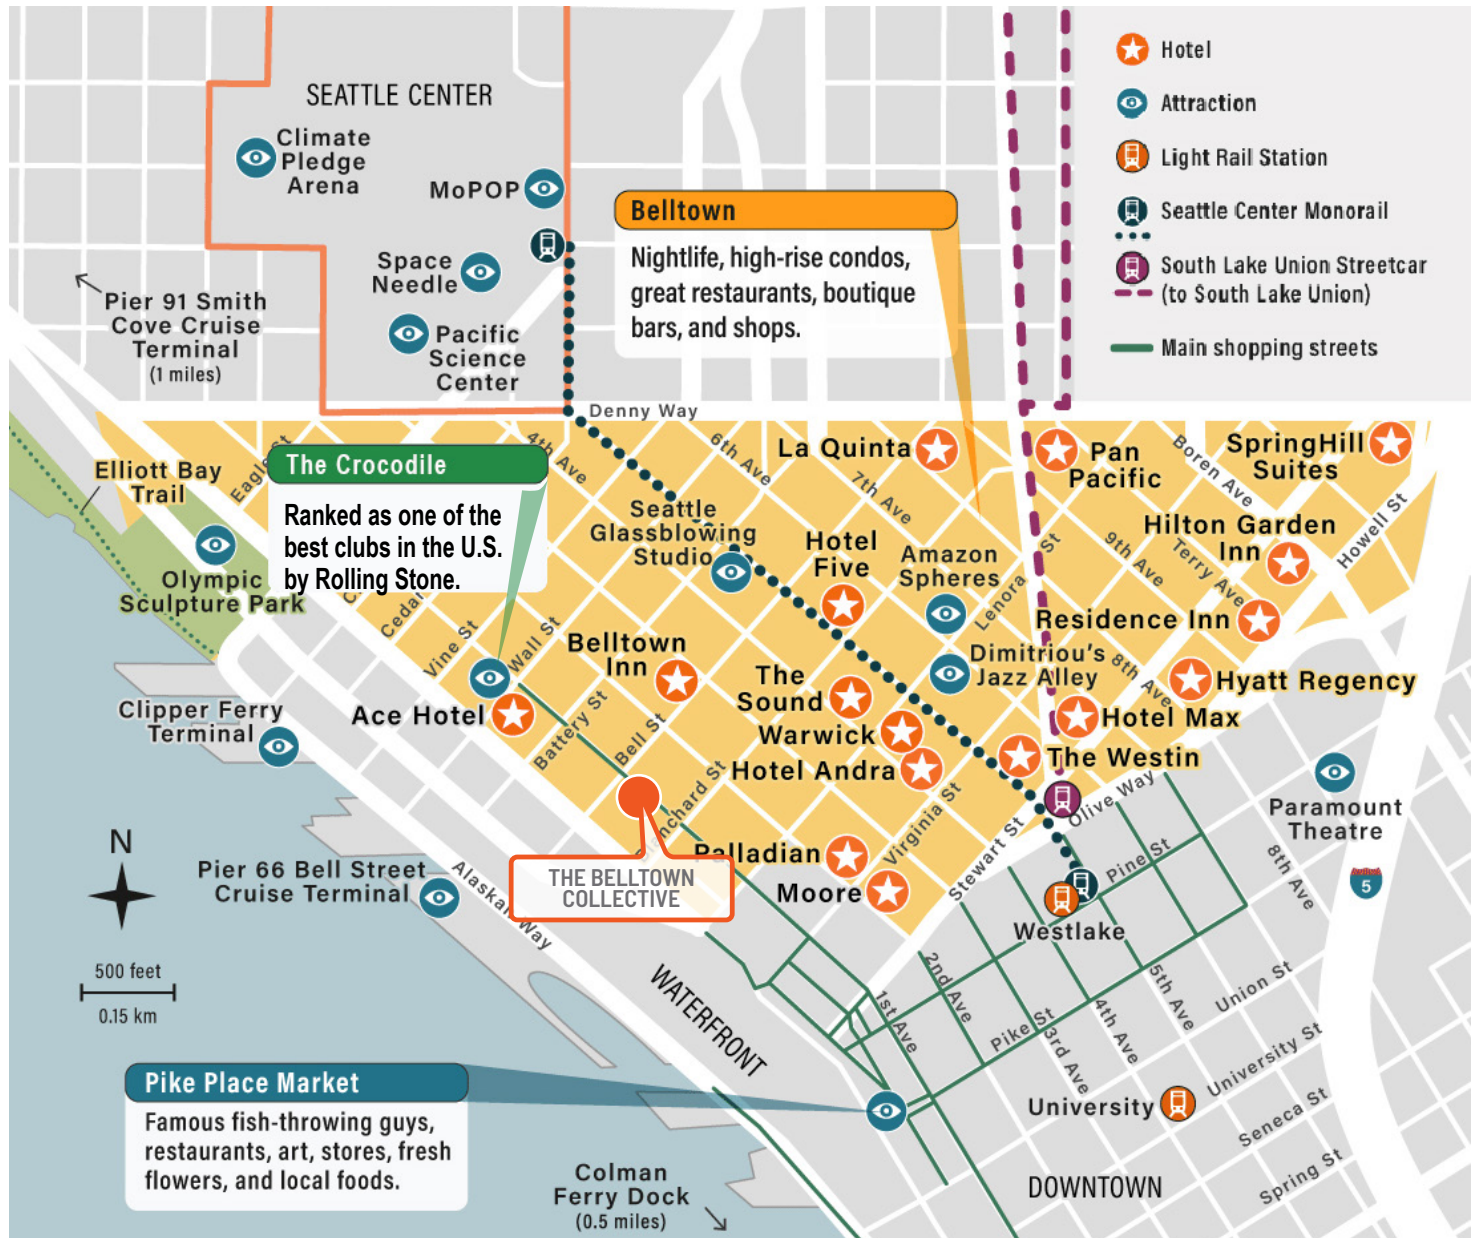 SEATTLE CENTER
Climate
Pledge
Arena
MoPOP
Space
Needle
Pacific
Science
Center
Pier 91 Smith
Cove Cruise
Terminal
(1 miles)
Hotel
Attraction
Light Rail Station
Seattle Center Monorail
South Lake Union Streetcar
(to South Lake Union)
Main shopping streets
Belltown
Nightlife, high-rise condos,
great restaurants, boutique
bars, and shops.
Denny Way
4th Ave
6th Ave
7th Ave
La Quinta
Pan
Pacific
Boren Ave
SpringHill
Suites
Elliott Bay
Trail
Eagle St
The Crocodile
Ranked as one of the
best clubs in the U.S.
by Rolling Stone.
Seattle
Glassblowing
Studio
Hotel
Five
Amazon
Spheres
Lenora St
9th Ave
Terry Ave
Hilton Garden
Inn
Howell St
Olympic
Sculpture Park
Cedar
Vine St
Wall St
Belltown
Inn
Residence Inn
Dimitriou's
Jazz Alley
8th Ave
Hyatt Regency
Clipper Ferry
Terminal
Ace Hotel
Battery St
Bell St
The
Sound
Warwick
Hotel Andra
Hotel Max
The Westin
Olive Way
Paramount
Theatre
nchard St
Virginia St
Stewart St
Palladian
Moore
Pine St
8th Ave
5
N
500 feet
0.15 km
Pier 66 Bell Street
Cruise Terminal
Alaskan Way
THE BELLTOWN
COLLECTIVE
Westlake
WATERFRONT
1st Ave
2nd Ave
3rd Ave
4th Ave
5th Ave
Pike St
Union St
University St
Seneca St
Spring St
University
DOWNTOWN
Pike Place Market
Famous fish-throwing guys,
restaurants, art, stores, fresh
flowers, and local foods.
Colman
Ferry Dock
(0.5 miles)